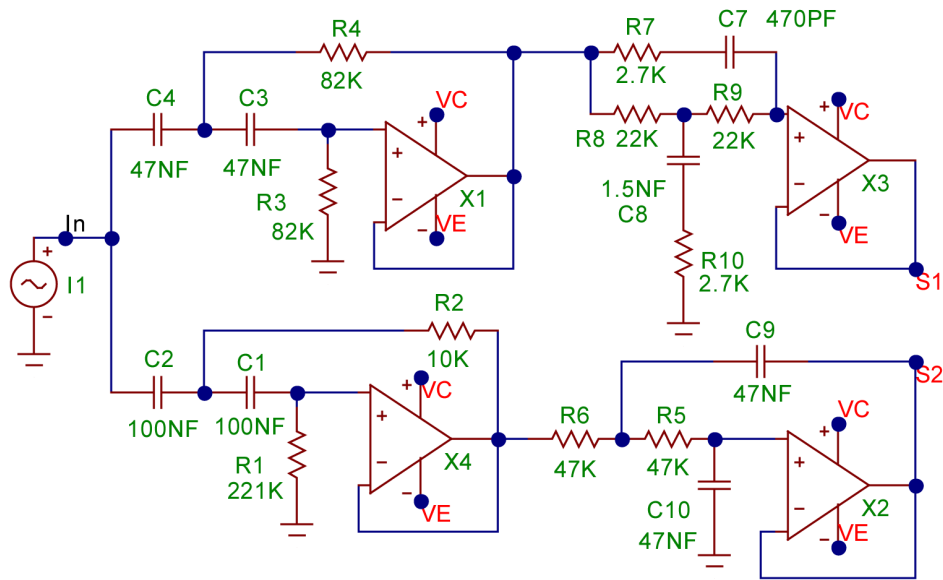 R4
82K
R7
C7
470PF
2.7K
C4
C3
47NF
47NF
VC
+
+
−
X1
VE
R3
82K
R9
R8
22K
22K
1.5NF
C8
R10
2.7K
+
VC
+
−
X3
−
VE
S1
In
+
I1
−
−
R2
10K
C2
C1
100NF
100NF
R1
221K
+
VC
+
−
X4
−
VE
C9
47NF
S2
R6
47K
R5
47K
C10
47NF
+
VC
+
−
X2
−
VE